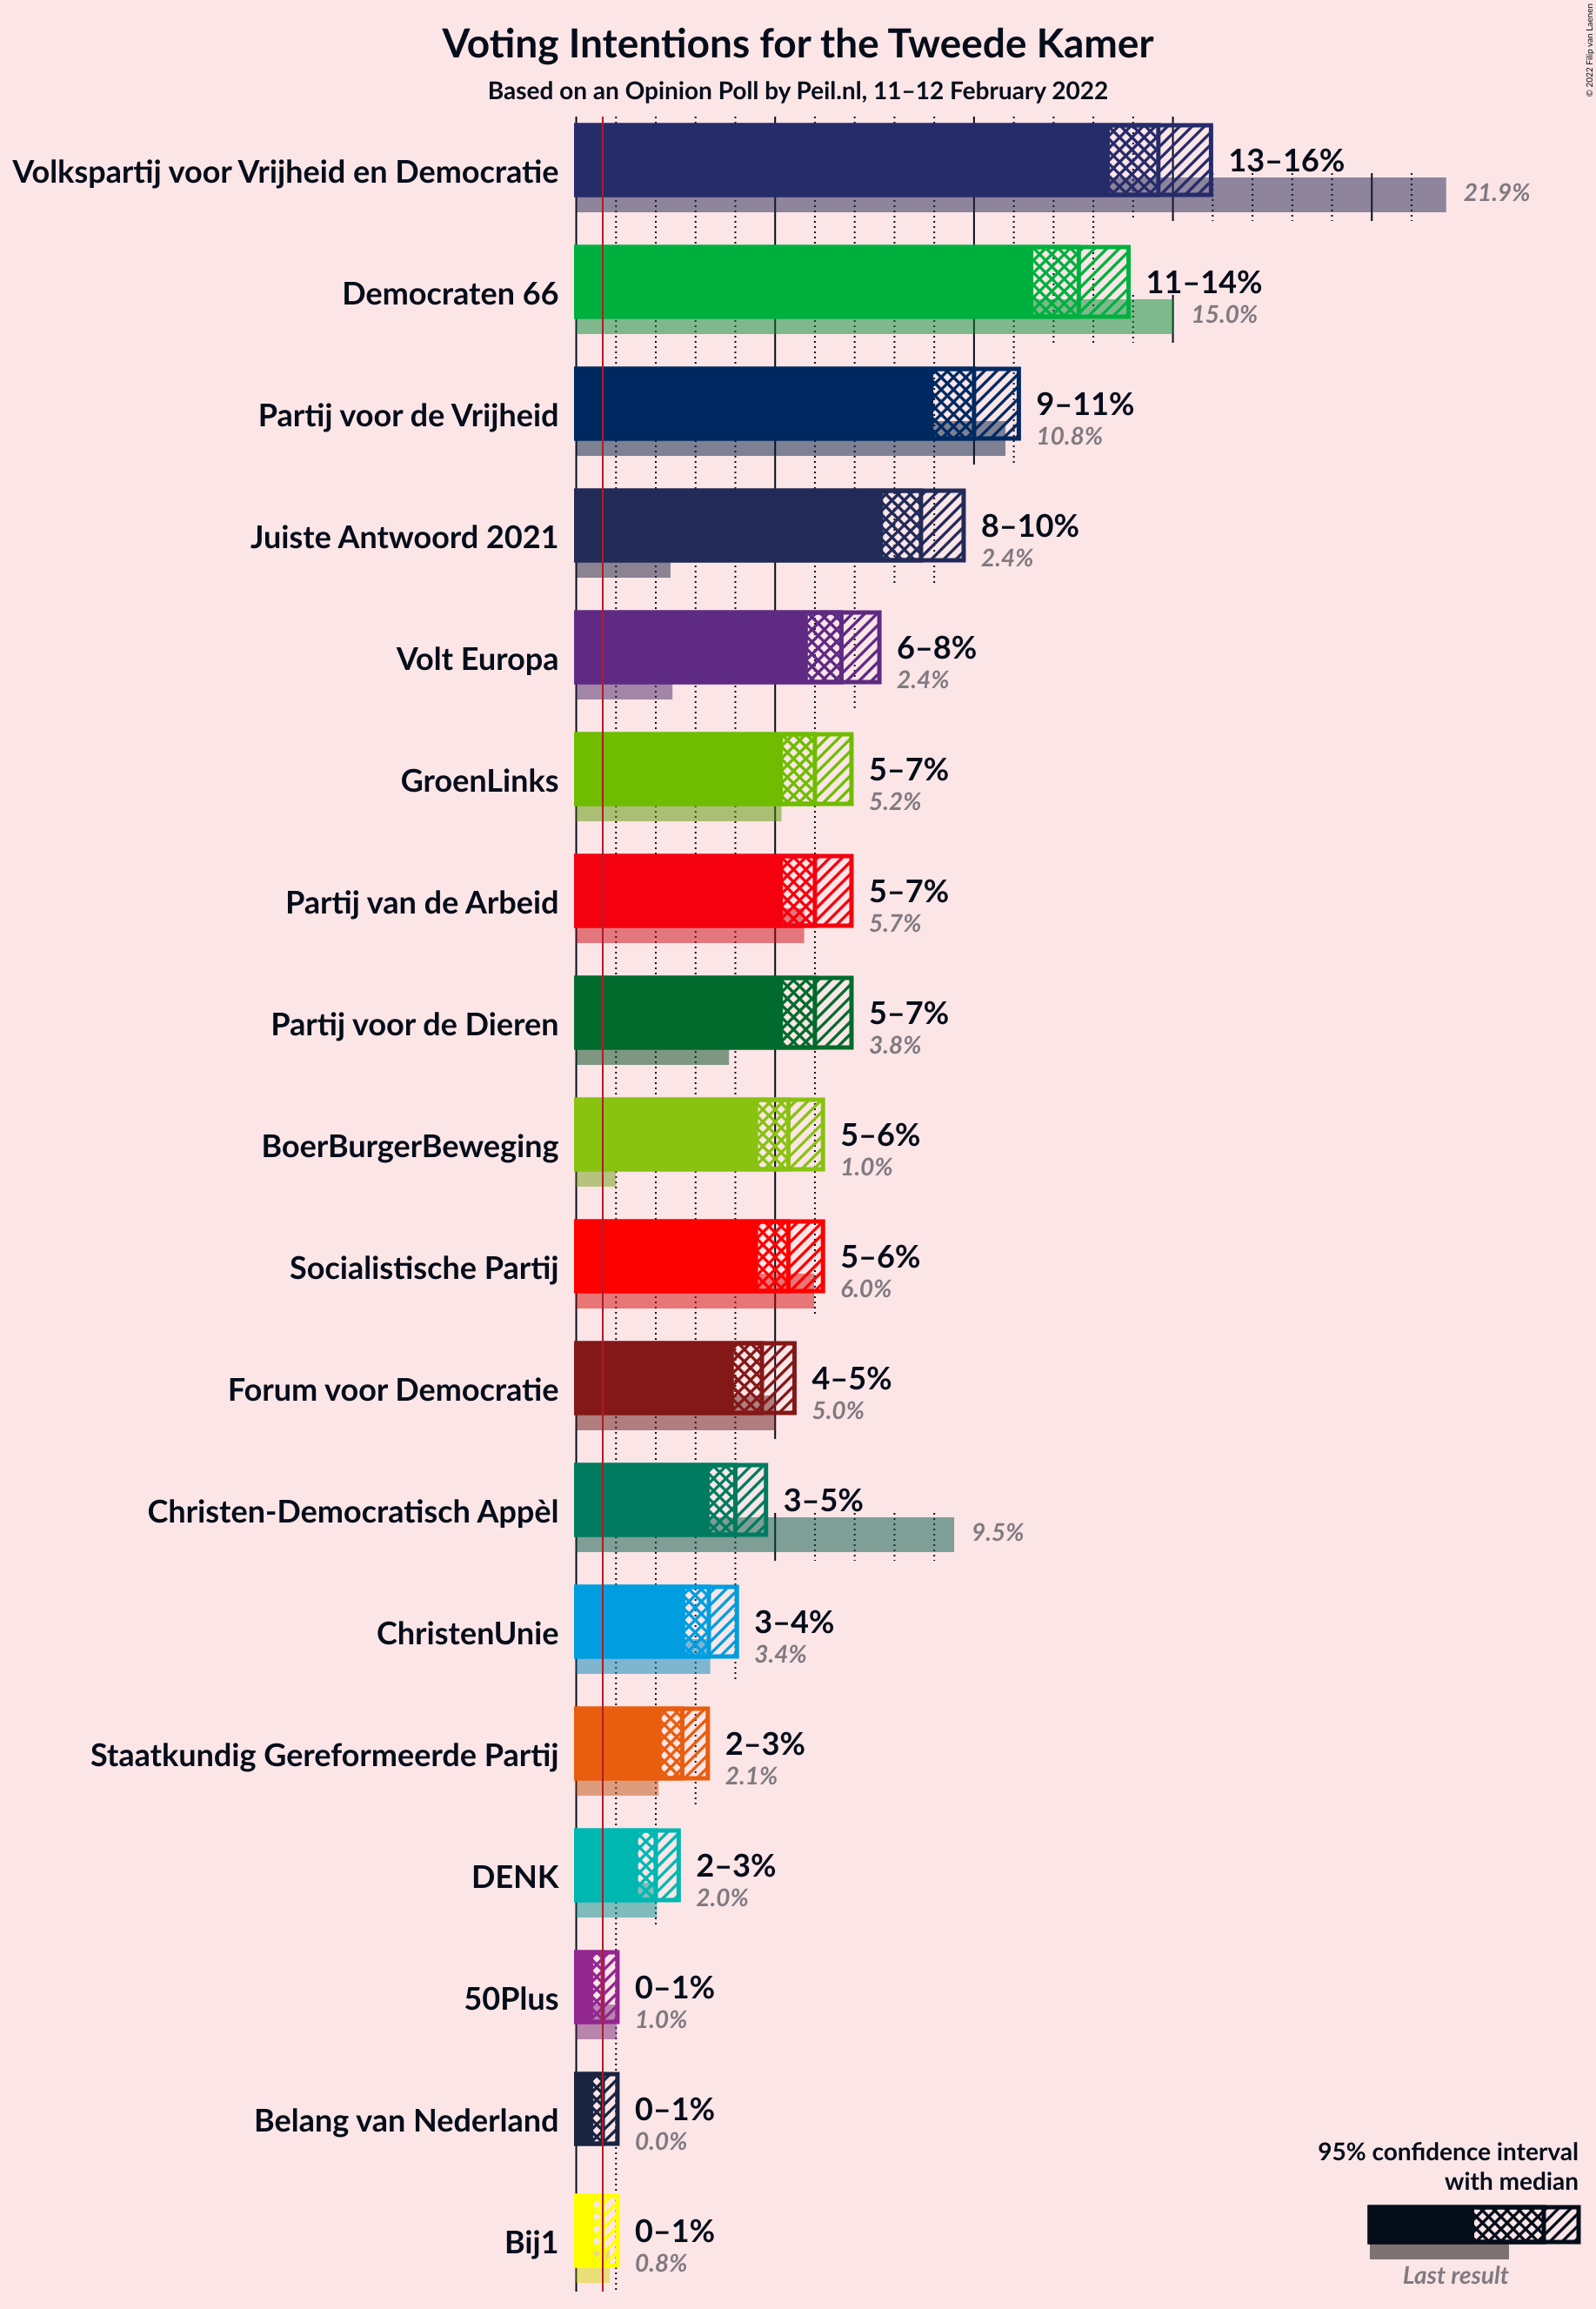 Voting Intentions for the Tweede Kamer
Based on an Opinion Poll by Peil.nl, 11–12 February 2022
© 2022 Filip van Laenen
Volkspartij voor Vrijheid en Democratie
13–16%
21.9%
Democraten 66
11–14%
15.0%
Partij voor de Vrijheid
9–11%
10.8%
Juiste Antwoord 2021
8–10%
2.4%
Volt Europa
6–8%
2.4%
GroenLinks
5–7%
5.2%
Partij van de Arbeid
5–7%
5.7%
Partij voor de Dieren
5–7%
3.8%
BoerBurgerBeweging
5–6%
1.0%
Socialistische Partij
5–6%
6.0%
Forum voor Democratie
4–5%
5.0%
Christen-Democratisch Appèl
3–5%
9.5%
ChristenUnie
3–4%
3.4%
Staatkundig Gereformeerde Partij
2–3%
2.1%
DENK
2–3%
2.0%
50Plus
0–1%
1.0%
Belang van Nederland
0–1%
0.0%
Bij1
0–1%
0.8%
95% confidence interval
with median
Last result